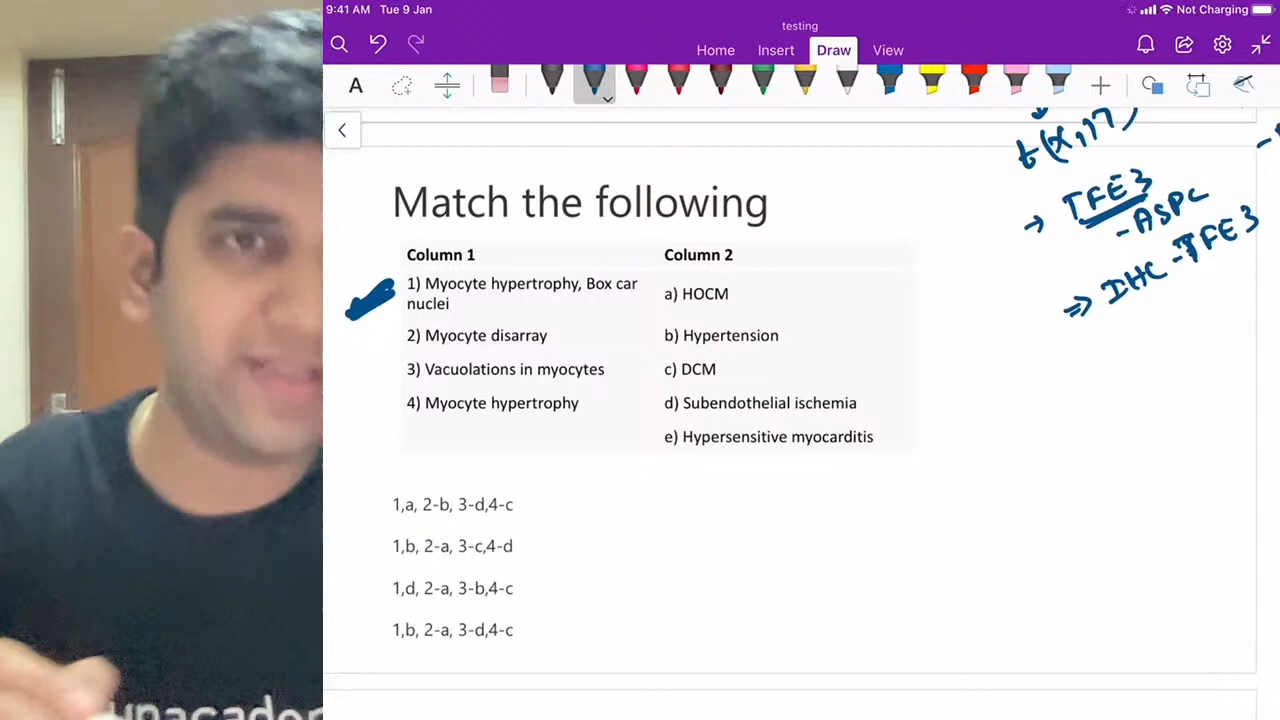 9:41 AM Tue 9 Jan
Not Charging
testing
Home Insert Draw View
A
t(x,17)
→ TFE3
-ASPC
⇒ IHC -TFE3
Match the following
Column 1 Column 2
1) Myocyte hypertrophy, Box car nuclei a) HOCM
2) Myocyte disarray b) Hypertension
3) Vacuolations in myocytes c) DCM
4) Myocyte hypertrophy d) Subendothelial ischemia
e) Hypersensitive myocarditis
1,a, 2-b, 3-d,4-c
1,b, 2-a, 3-c,4-d
1,d, 2-a, 3-b,4-c
1,b, 2-a, 3-d,4-c